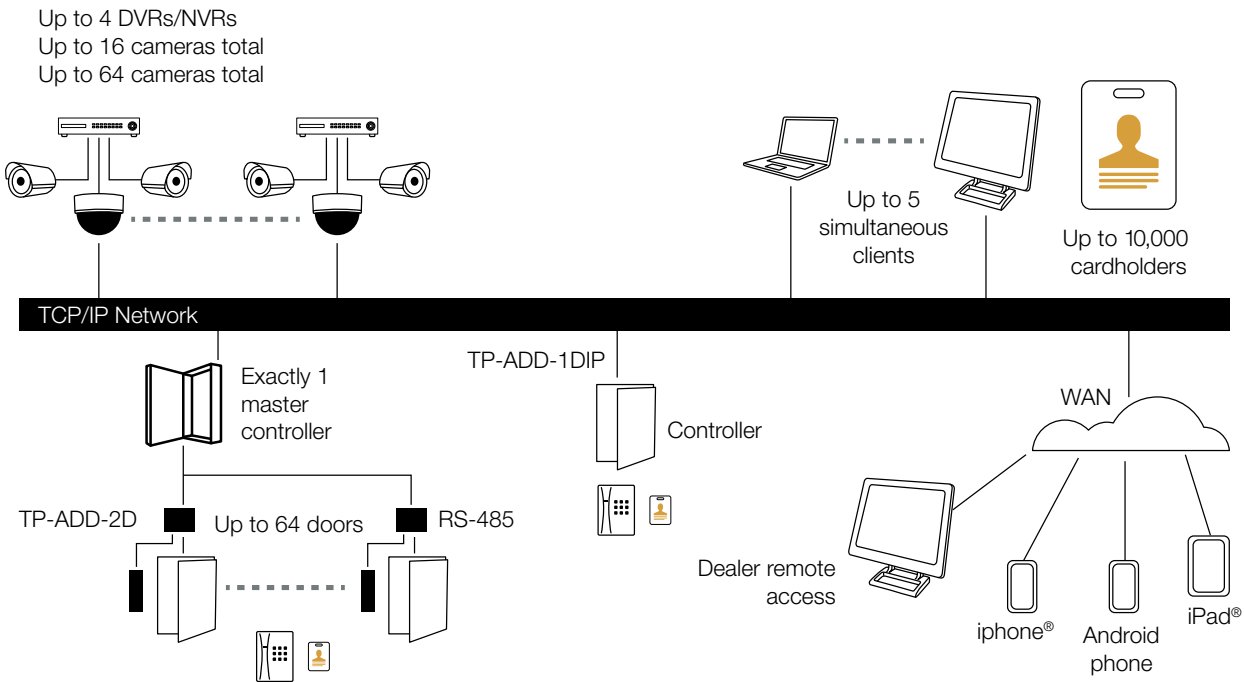 Up to 4 DVRs/NVRs
Up to 16 cameras total
Up to 64 cameras total
Up to 5
simultaneous
clients
Up to 10,000
cardholders
TCP/IP Network
Exactly 1
master
controller
TP-ADD-1DIP
Controller
WAN
TP-ADD-2D
Up to 64 doors
RS-485
Dealer remote
access
iphone®
Android
phone
iPad®